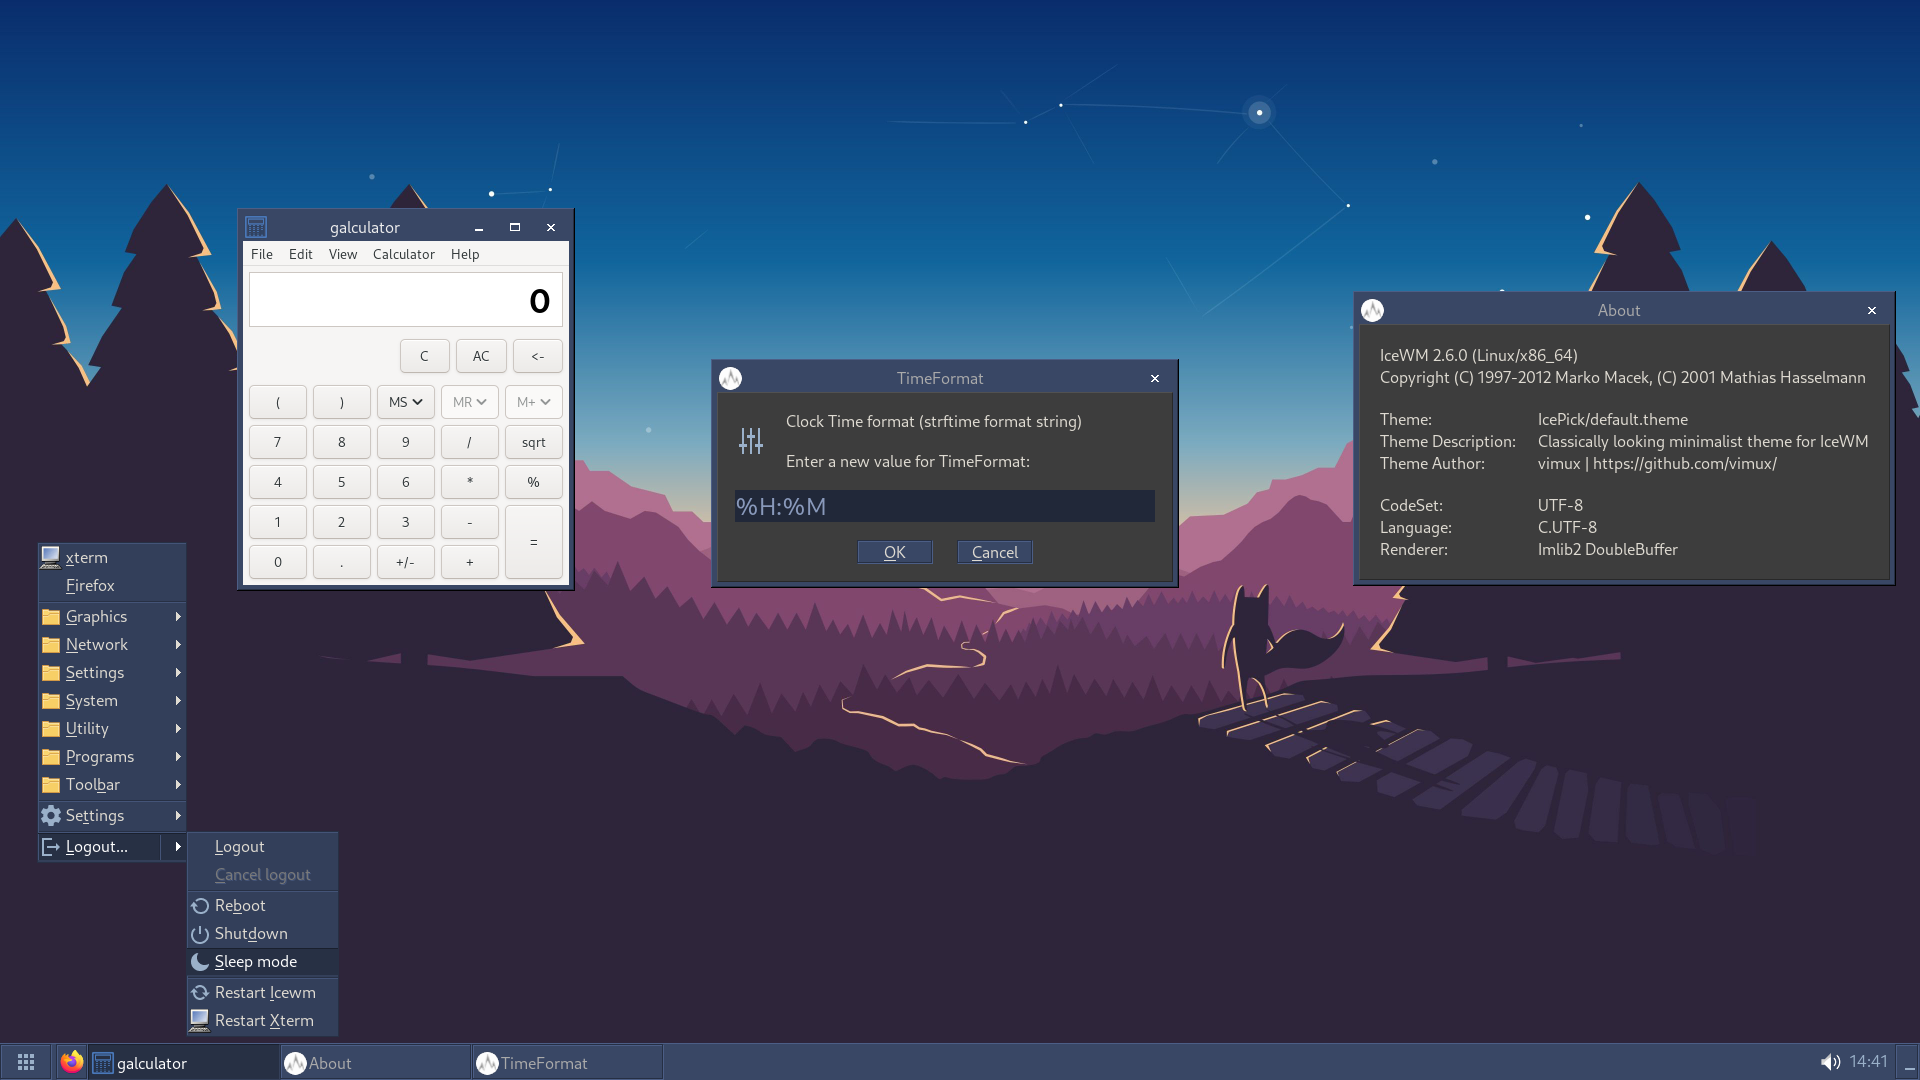 galculator
File Edit View Calculator Help
0
C AC <-
( ) MS MR M+
7 8 9 / sqrt
4 5 6 * %
1 2 3 -
=
0 . +/- +
TimeFormat
Clock Time format (strftime format string)
Enter a new value for TimeFormat:
%H:%M
OK Cancel
About
IceWM 2.6.0 (Linux/x86_64)
Copyright (C) 1997-2012 Marko Macek, (C) 2001 Mathias Hasselmann
Theme: IcePick/default.theme
Theme Description: Classically looking minimalist theme for IceWM
Theme Author: vimux | https://github.com/vimux/
CodeSet: UTF-8
Language: C.UTF-8
Renderer: Imlib2 DoubleBuffer
xterm
Firefox
Graphics
Network
Settings
System
Utility
Programs
Toolbar
Settings
Logout...
Logout
Cancel logout
Reboot
Shutdown
Sleep mode
Restart Icewm
Restart Xterm
galculator About TimeFormat 14:41